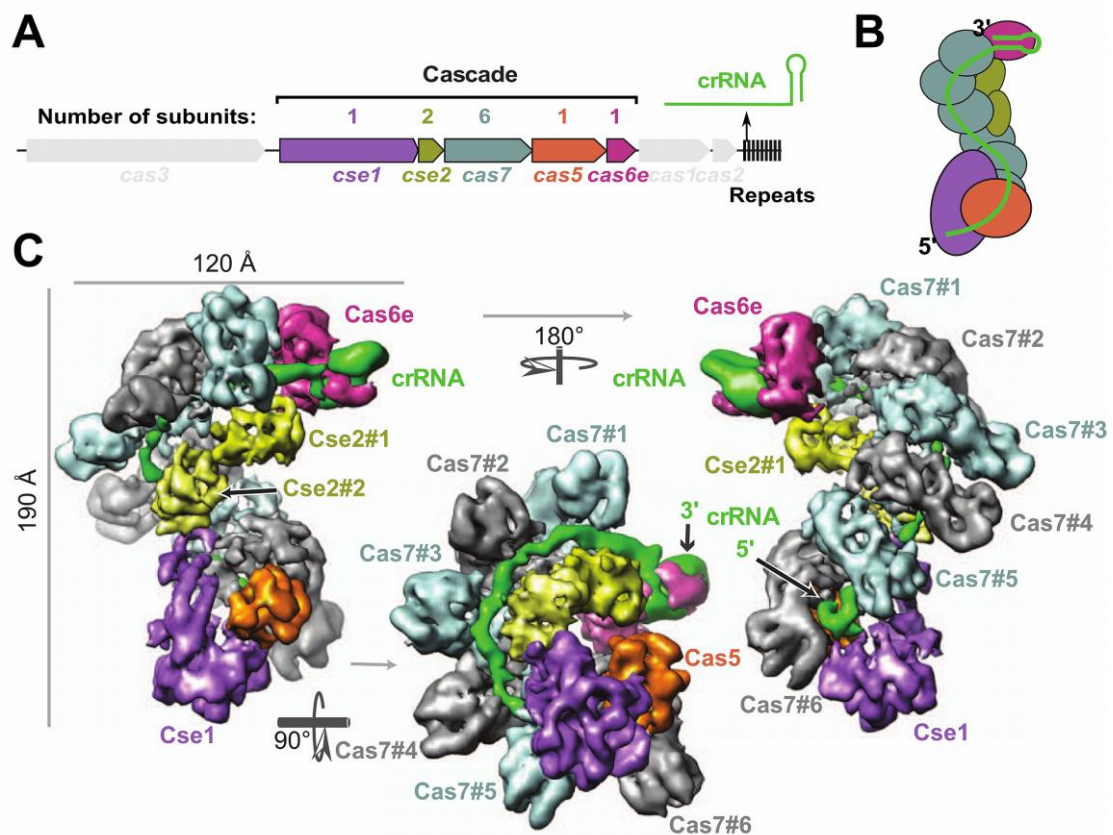 A
Cascade
crRNA
Number of subunits: 1 2 6 1 1
cas3 cse1 cse2 cas7 cas5 cas6e cas1 cas2
Repeats
B
3'
5'
C
120 Å
190 Å
Cas6e
crRNA
Cse2#1
Cse2#2
Cse1
90°
180°
Cas7#1
Cas7#2
Cas7#3
Cas7#4
Cas7#5
Cas7#6
Cas5
3'
crRNA
5'
Cas6e
crRNA
Cse2#1
Cas7#1
Cas7#2
Cas7#3
Cas7#4
Cas7#5
Cas7#6
Cse1